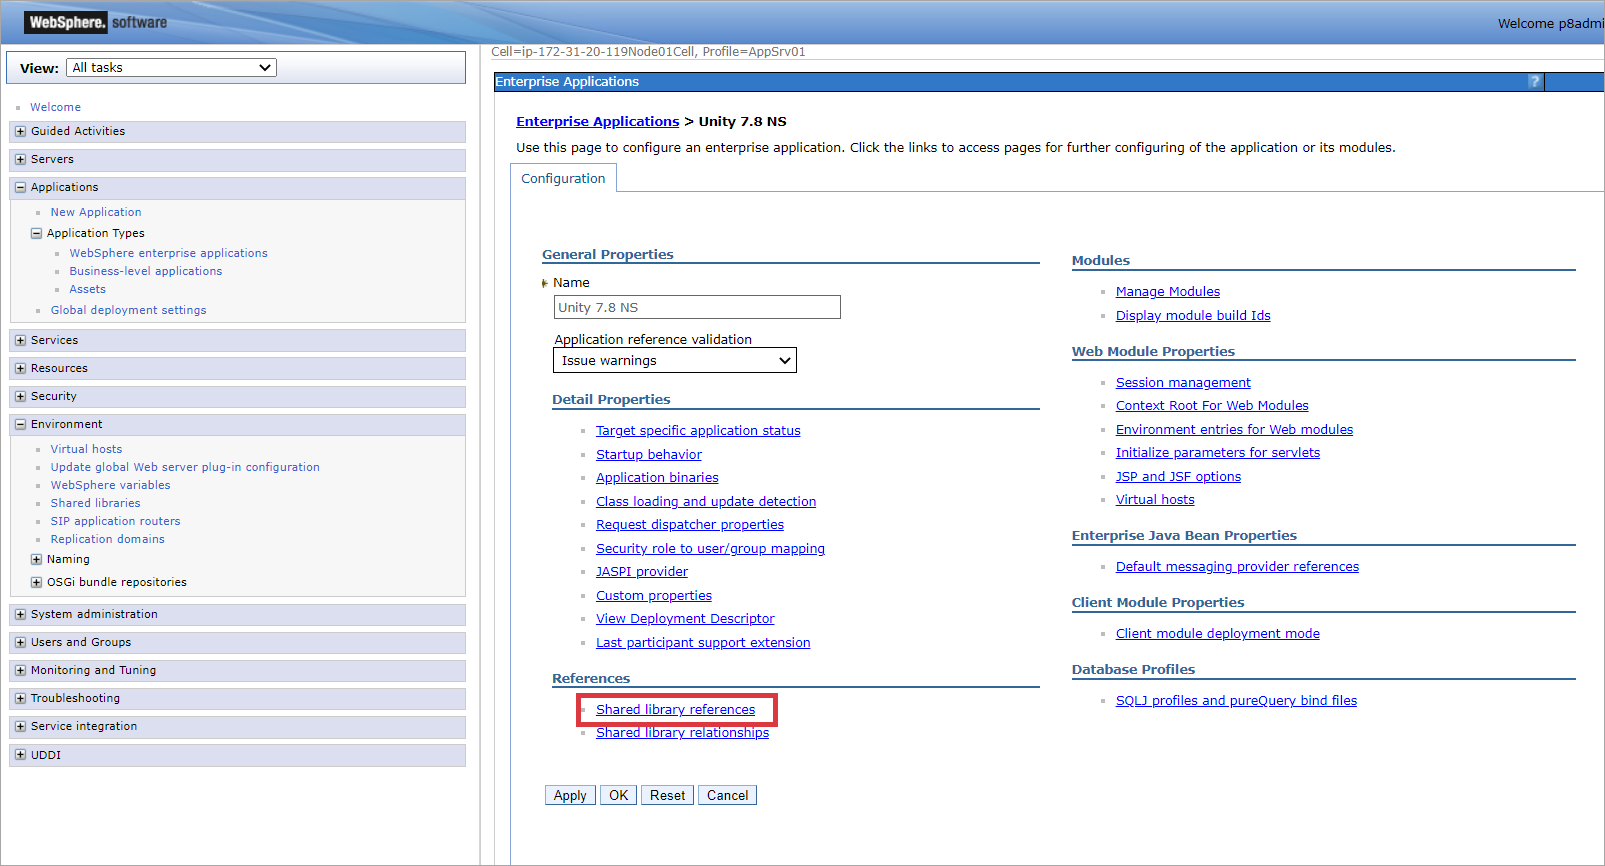 WebSphere. software
Welcome p8admi
View: All tasks
Welcome
Guided Activities
Servers
Applications
New Application
Application Types
WebSphere enterprise applications
Business-level applications
Assets
Global deployment settings
Services
Resources
Security
Environment
Virtual hosts
Update global Web server plug-in configuration
WebSphere variables
Shared libraries
SIP application routers
Replication domains
Naming
OSGi bundle repositories
System administration
Users and Groups
Monitoring and Tuning
Troubleshooting
Service integration
UDDI
Cell=ip-172-31-20-119Node01Cell, Profile=AppSrv01
Enterprise Applications ?
Enterprise Applications > Unity 7.8 NS
Use this page to configure an enterprise application. Click the links to access pages for further configuring of the application or its modules.
Configuration
General Properties
Name
Unity 7.8 NS
Application reference validation
Issue warnings
Detail Properties
Target specific application status
Startup behavior
Application binaries
Class loading and update detection
Request dispatcher properties
Security role to user/group mapping
JASPI provider
Custom properties
View Deployment Descriptor
Last participant support extension
References
Shared library references
Shared library relationships
Modules
Manage Modules
Display module build Ids
Web Module Properties
Session management
Context Root For Web Modules
Environment entries for Web modules
Initialize parameters for servlets
JSP and JSF options
Virtual hosts
Enterprise Java Bean Properties
Default messaging provider references
Client Module Properties
Client module deployment mode
Database Profiles
SQLJ profiles and pureQuery bind files
Apply OK Reset Cancel